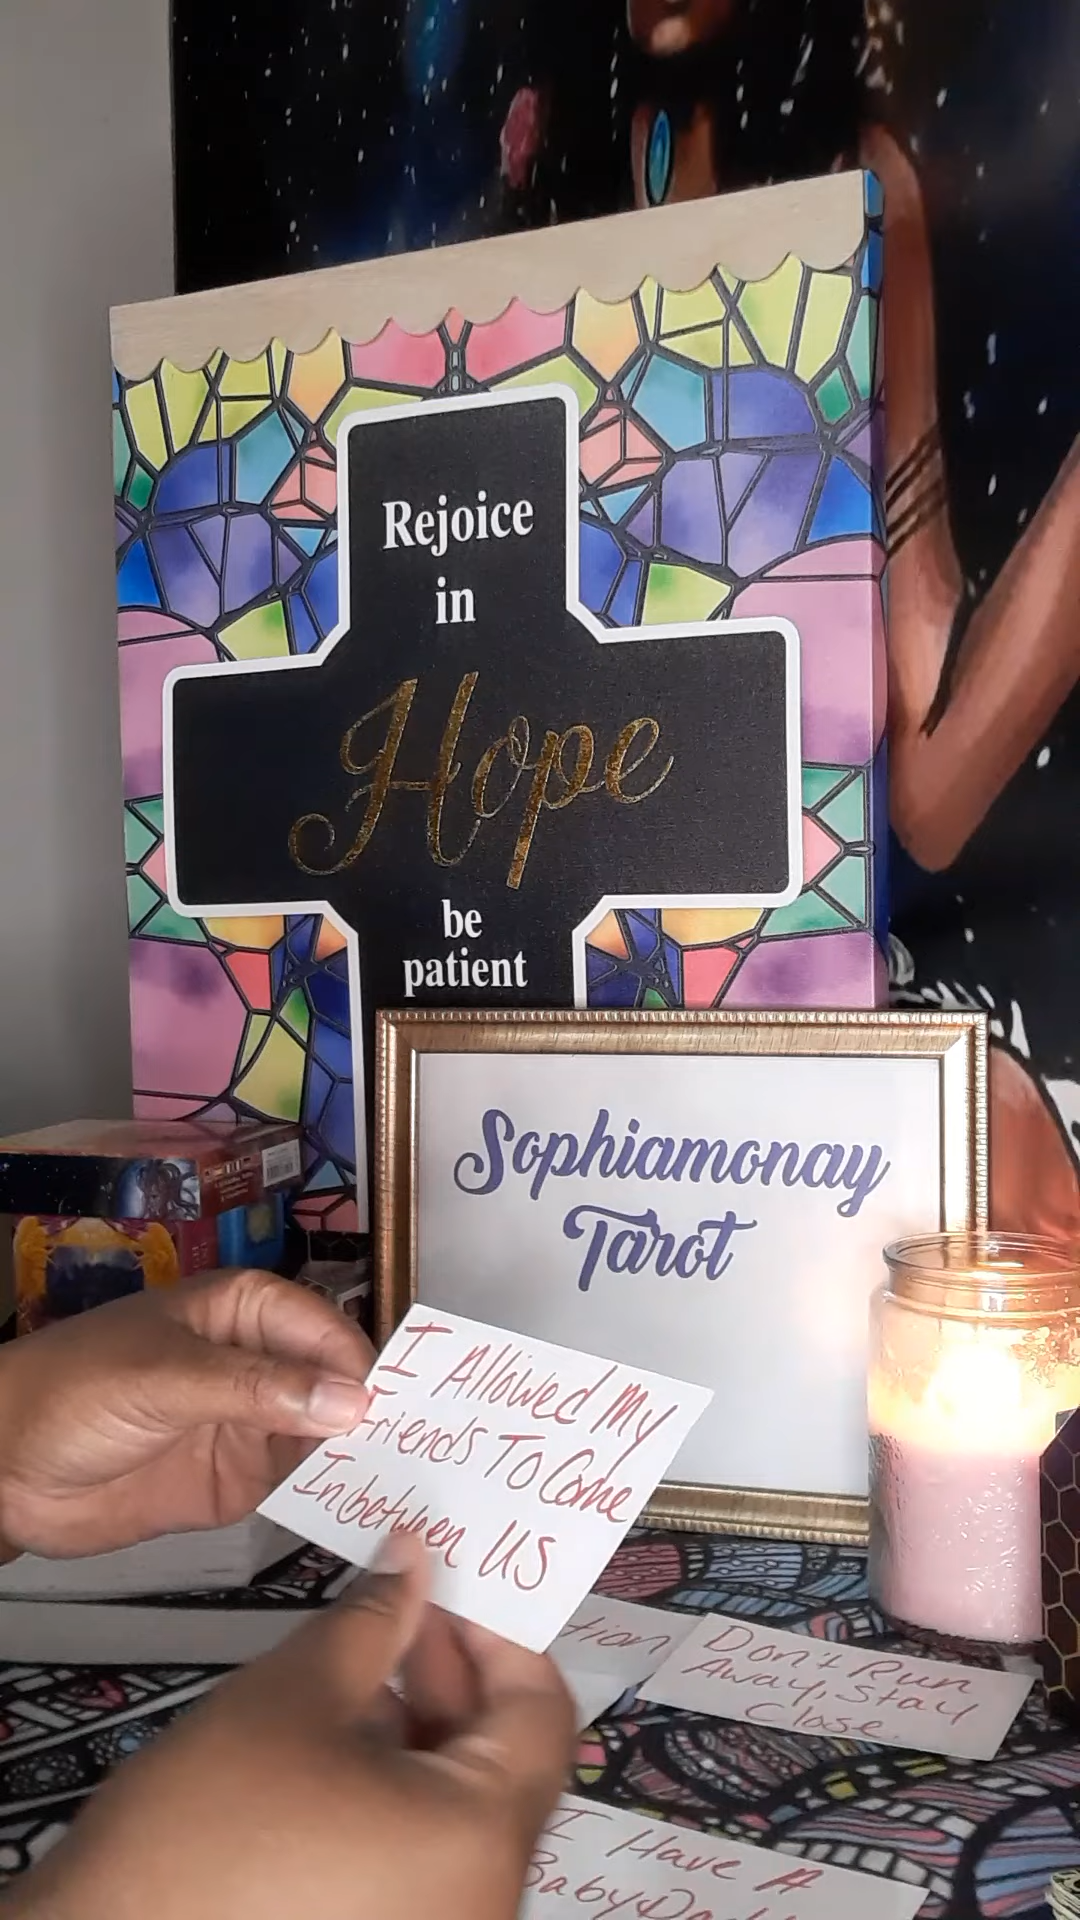 Rejoice
in
Hope
be
patient
Sophiamonay
Tarot
I Allowed My
Friends To Come
Inbetween US
Don't Run
Away, Stay
Close.
I Have A